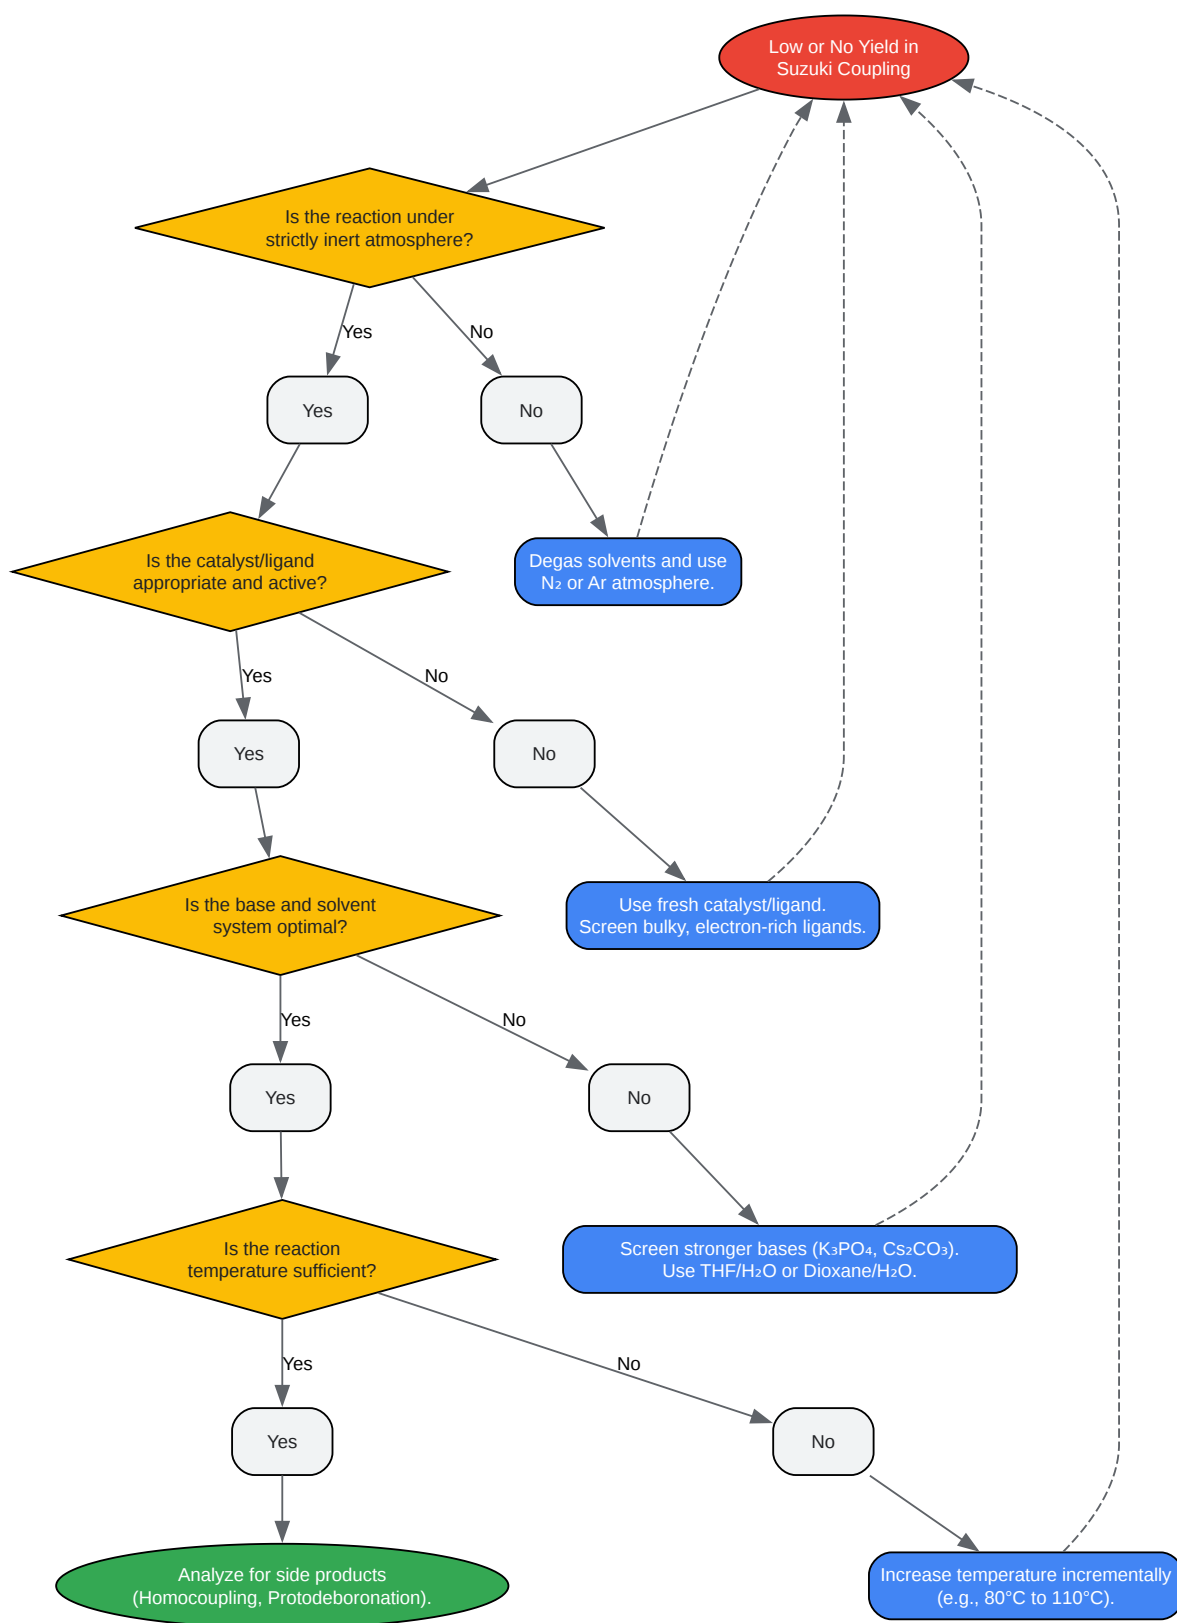 Low or No Yield in
Suzuki Coupling
Is the reaction under
strictly inert atmosphere?
Yes
No
Yes
No
Is the catalyst/ligand
appropriate and active?
Degas solvents and use
N₂ or Ar atmosphere.
Yes
No
Yes
No
Is the base and solvent
system optimal?
Use fresh catalyst/ligand.
Screen bulky, electron-rich ligands.
Yes
No
Yes
No
Is the reaction
temperature sufficient?
Screen stronger bases (K₃PO₄, Cs₂CO₃).
Use THF/H₂O or Dioxane/H₂O.
Yes
No
Yes
No
Analyze for side products
(Homocoupling, Protodeboronation).
Increase temperature incrementally
(e.g., 80°C to 110°C).